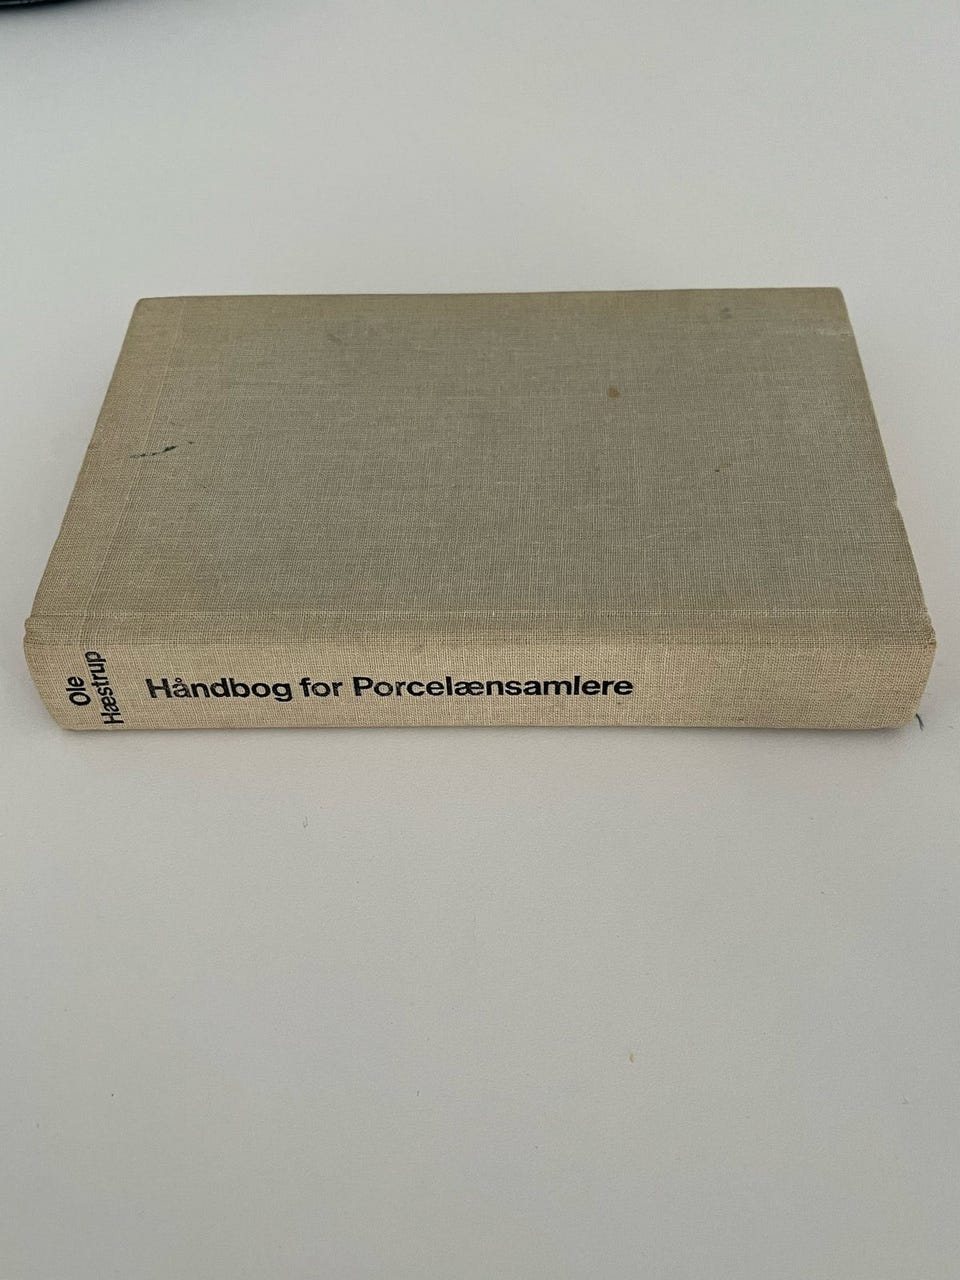 Ole
Hæstrup
Håndbog for Porcelænsamlere